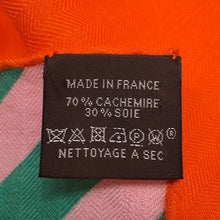 MADE IN FRANCE
70 % CACHEMIRE
30 % SOIE
P W ®
NETTOYAGE A SEC